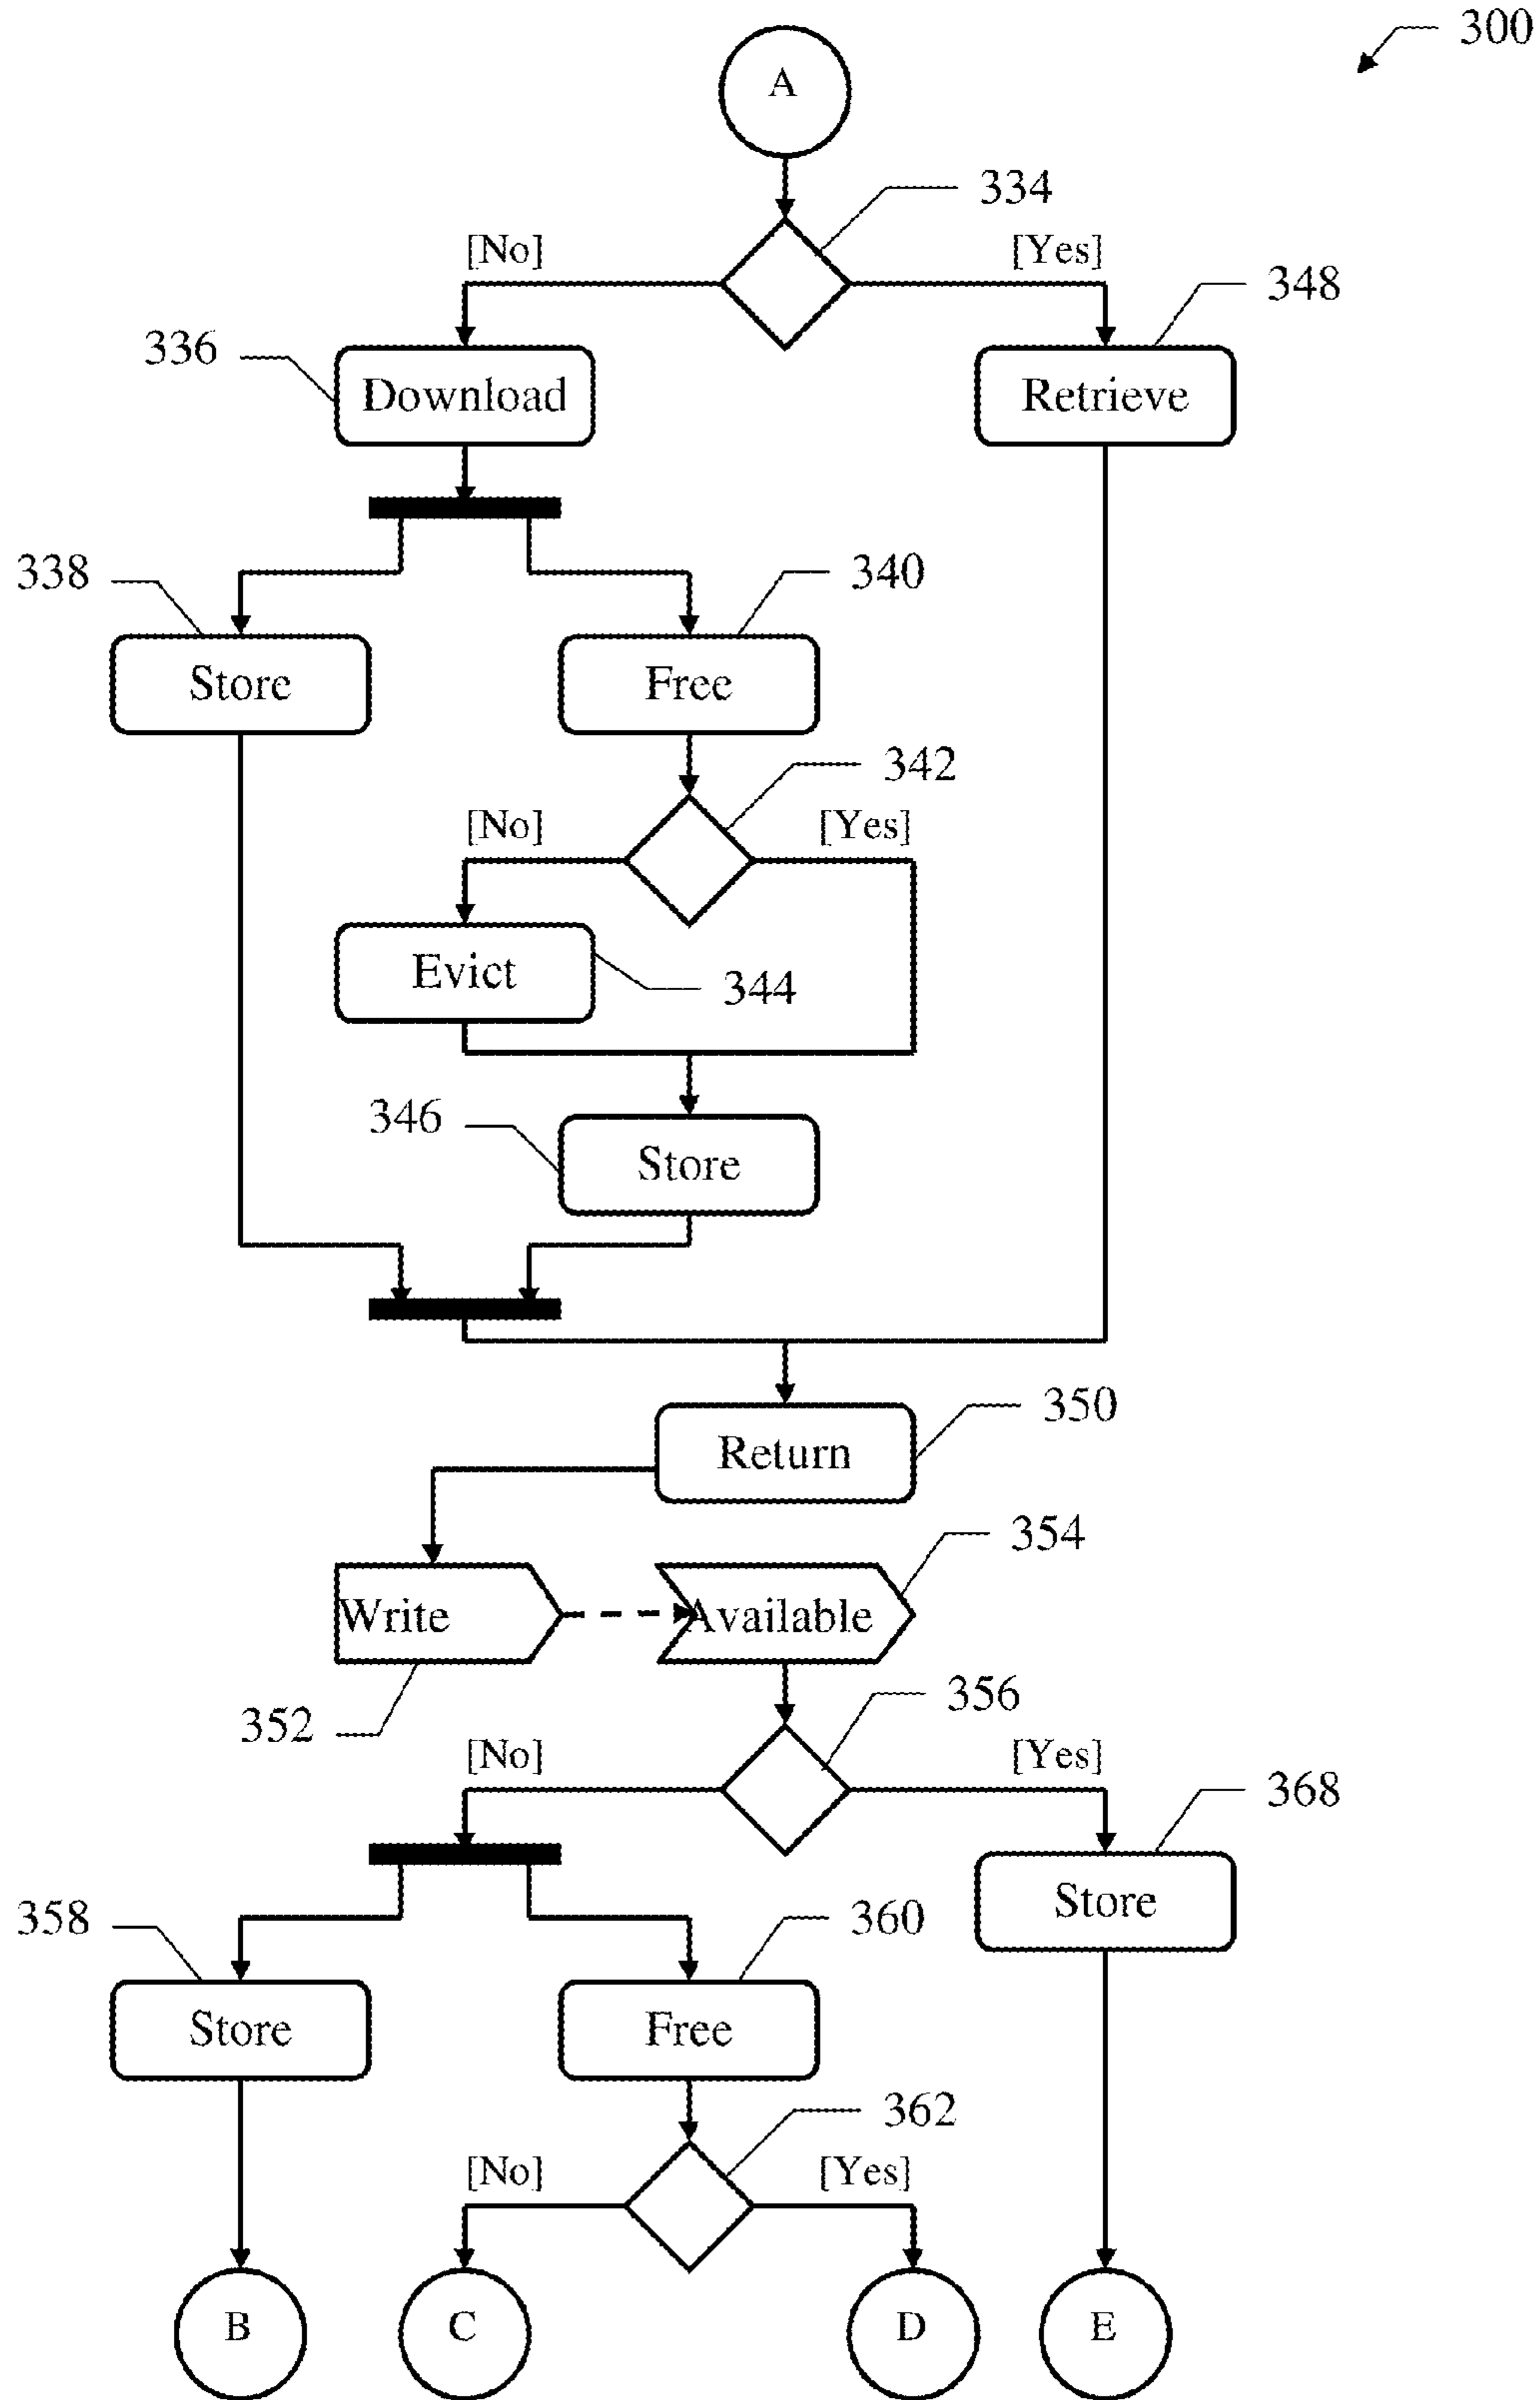 300
A
334
[No]
[Yes]
348
336
Download
Retrieve
338
340
Store
Free
342
[No]
[Yes]
Evict
344
346
Store
350
Return
354
Write
Available
352
356
[No]
[Yes]
368
Store
358
360
Store
Free
362
[No]
[Yes]
B
C
D
E